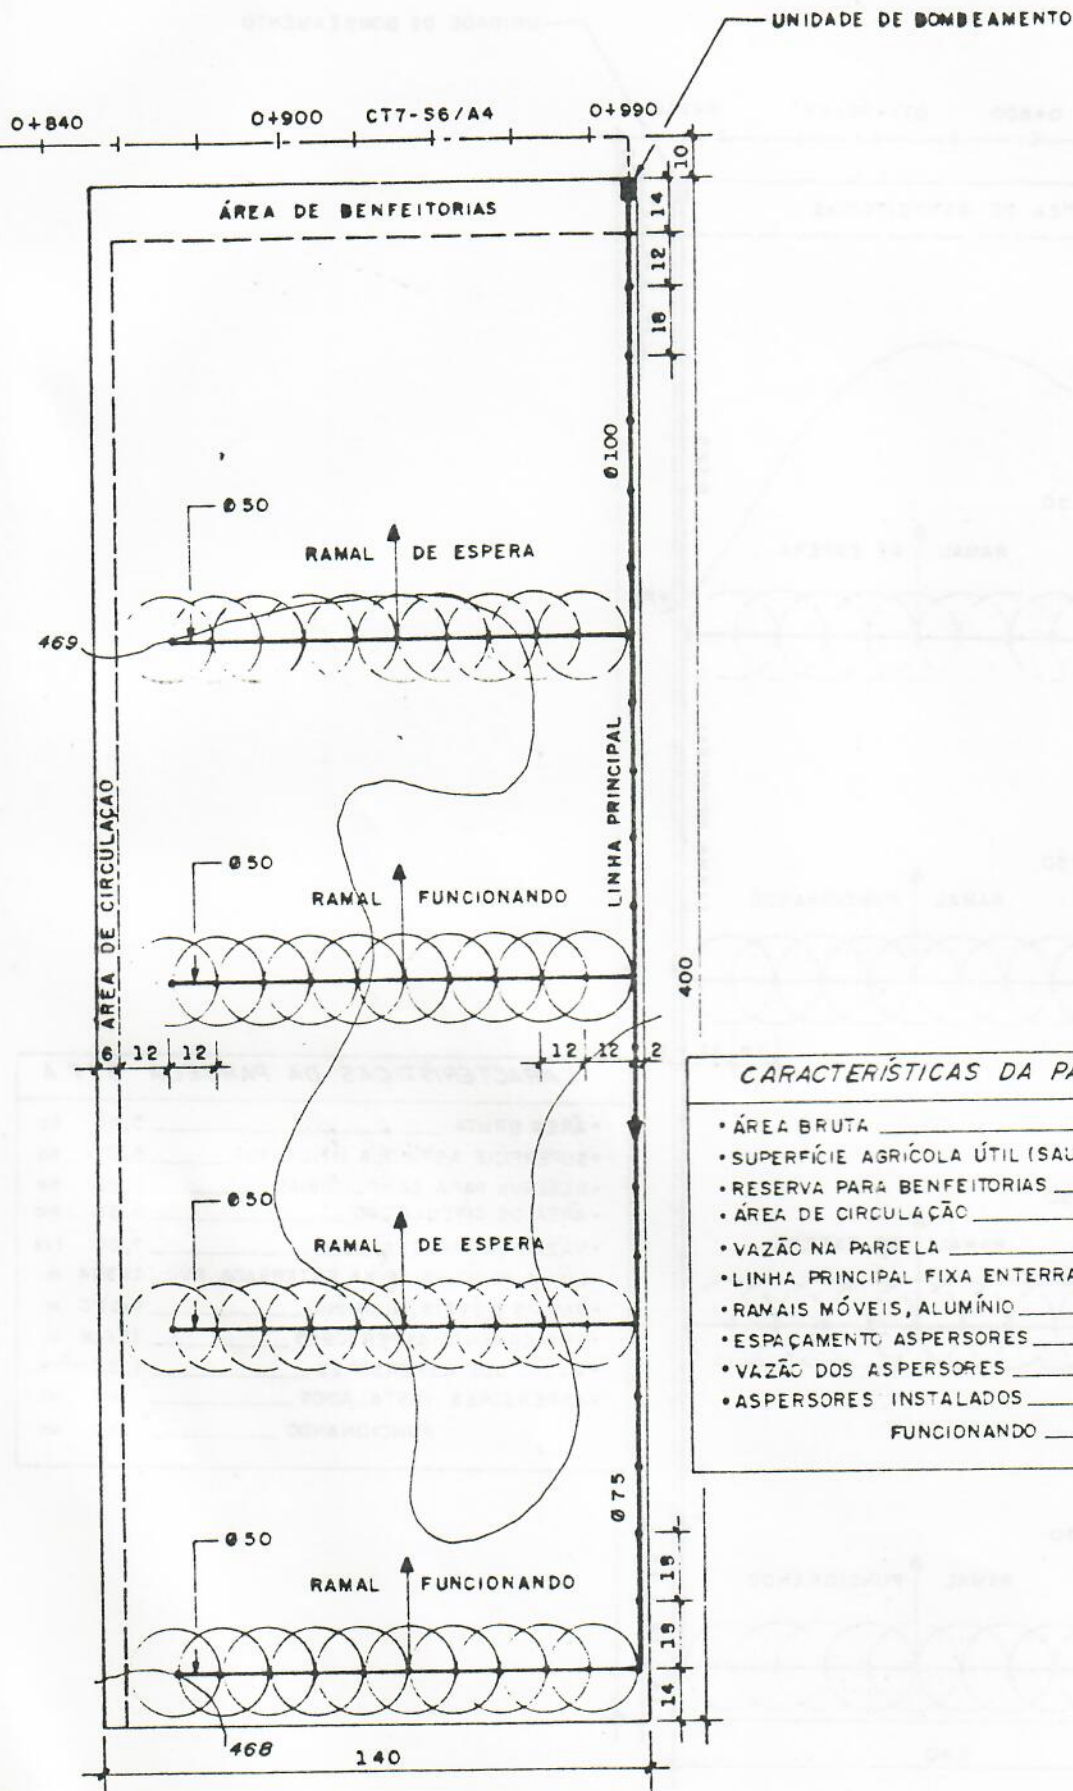 UNIDADE DE BOMBEAMENTO
0+840
0+900
CT7-S6/A4
0+990
10
ÁREA DE BENFEITORIAS
14
12
18
Ø100
Ø50
RAMAL DE ESPERA
469
LINHA PRINCIPAL
ÁREA DE CIRCULAÇÃO
Ø50
RAMAL FUNCIONANDO
400
6 12 12
12 12 2
CARACTERÍSTICAS DA PA
• ÁREA BRUTA
• SUPERFÍCIE AGRÍCOLA ÚTIL (SAU
• RESERVA PARA BENFEITORIAS
• ÁREA DE CIRCULAÇÃO
• VAZÃO NA PARCELA
• LINHA PRINCIPAL FIXA ENTERRA
• RAMAIS MÓVEIS, ALUMÍNIO
• ESPAÇAMENTO ASPERSORES
• VAZÃO DOS ASPERSORES
• ASPERSORES INSTALADOS
FUNCIONANDO
Ø50
RAMAL DE ESPERA
Ø75
Ø50
RAMAL FUNCIONANDO
18
18
14
468
140